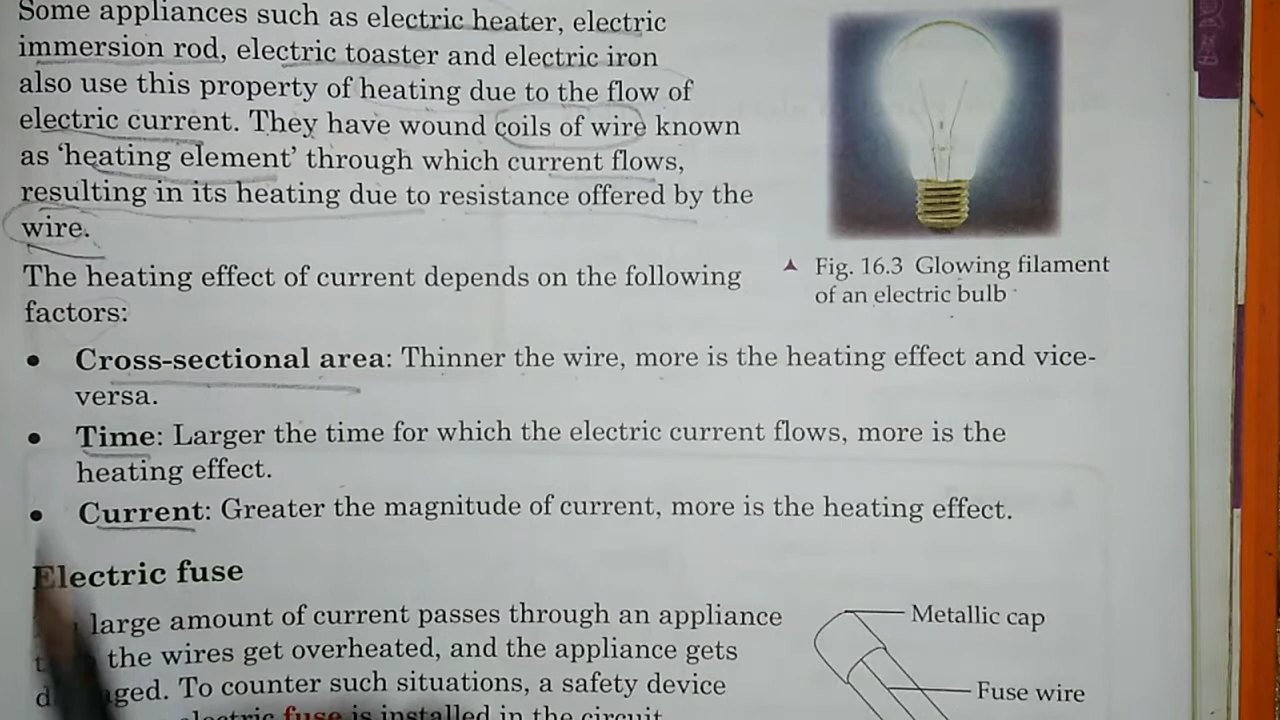 Some appliances such as electric heater, electric
immersion rod, electric toaster and electric iron
also use this property of heating due to the flow of
electric current. They have wound coils of wire known
as ‘heating element’ through which current flows,
resulting in its heating due to resistance offered by the
wire.
Fig. 16.3 Glowing filament
of an electric bulb
The heating effect of current depends on the following
factors:
• Cross-sectional area: Thinner the wire, more is the heating effect and vice-
versa.
• Time: Larger the time for which the electric current flows, more is the
heating effect.
• Current: Greater the magnitude of current, more is the heating effect.
Electric fuse
large amount of current passes through an appliance
the wires get overheated, and the appliance gets
To counter such situations, a safety device
electric fuse is installed in the circuit
Metallic cap
Fuse wire